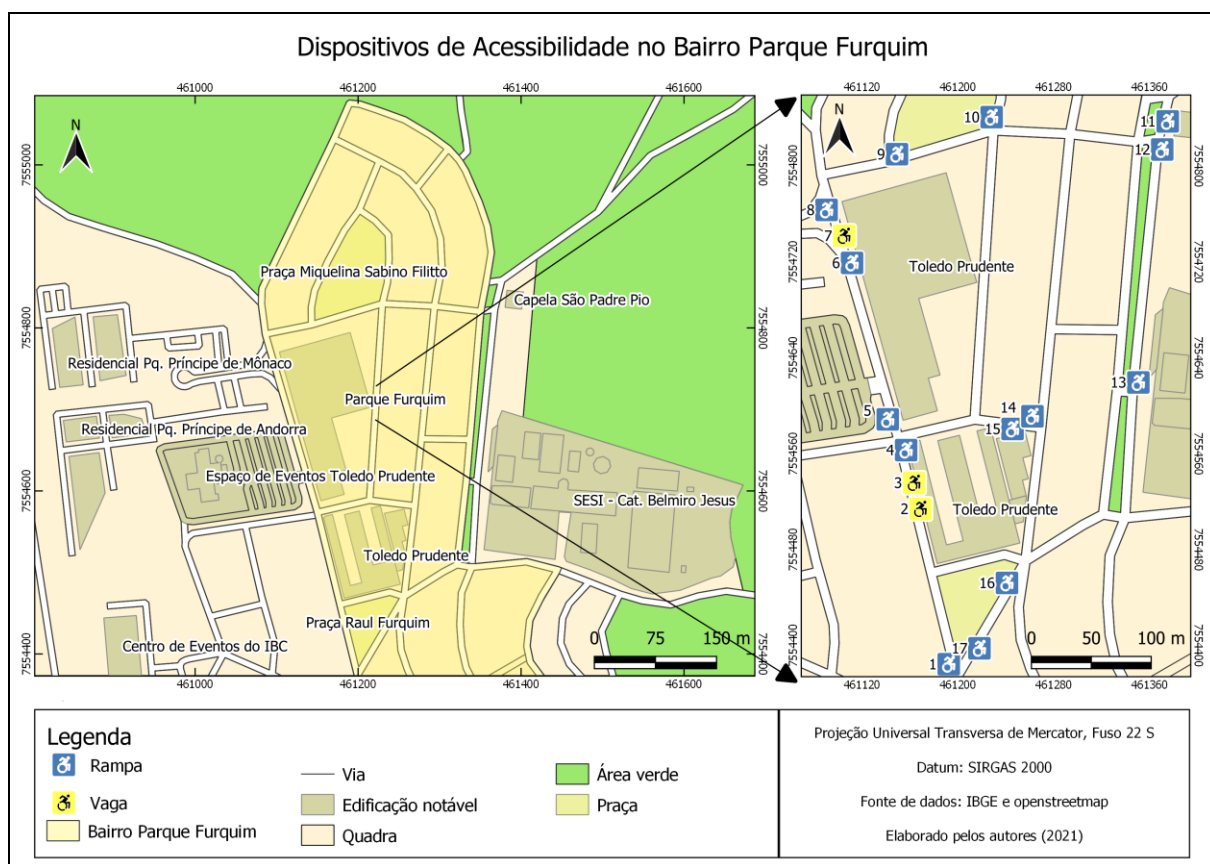 Dispositivos de Acessibilidade no Bairro Parque Furquim
461000 461200 461400 461600
N
7555000
7555000
Praça Miquelina Sabino Filitto
Capela São Padre Pio
7554800
7554800
Residencial Pq. Príncipe de Mônaco
Parque Furquim
Residencial Pq. Príncipe de Andorra
Espaço de Eventos Toledo Prudente
7554600
7554600
SESI - Cat. Belmiro Jesus
Toledo Prudente
Praça Raul Furquim
Centro de Eventos do IBC
0 75 150 m
7554400
7554400
461000 461200 461400 461600
461120 461200 461280 461360
N
10
11
12
9
7554800
7554800
8
7
6
7554720
7554720
Toledo Prudente
7554640
7554640
13
5
14
15
4
7554560
7554560
3
2
Toledo Prudente
7554480
7554480
16
17
1
0 50 100 m
7554400
7554400
461120 461200 461280 461360
Legenda
Rampa
Vaga
Bairro Parque Furquim
Via
Edificação notável
Quadra
Área verde
Praça
Projeção Universal Transversa de Mercator, Fuso 22 S
Datum: SIRGAS 2000
Fonte de dados: IBGE e openstreetmap
Elaborado pelos autores (2021)